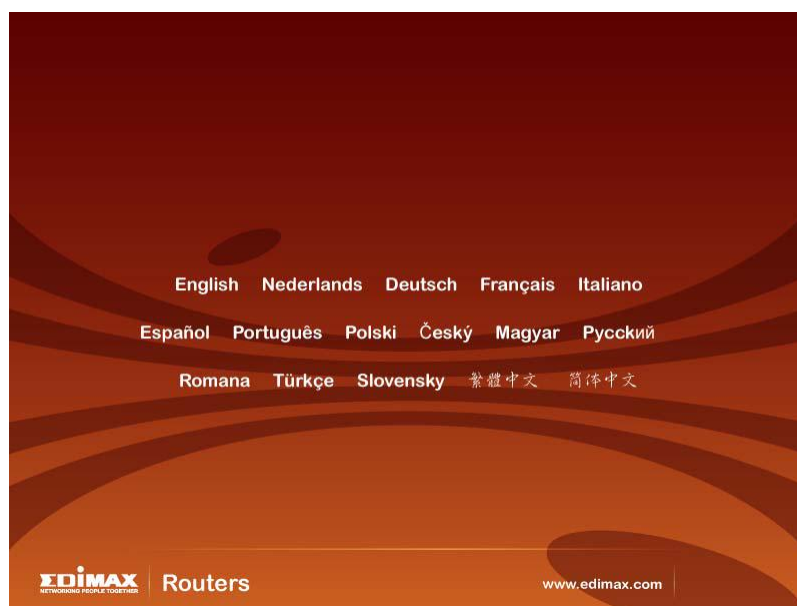 English Nederlands Deutsch Français Italiano
Español Português Polski Český Magyar Русский
Romana Türkçe Slovensky 繁體中文 简体中文
EDIMAX Routers www.edimax.com
NETWORKING PEOPLE TOGETHER